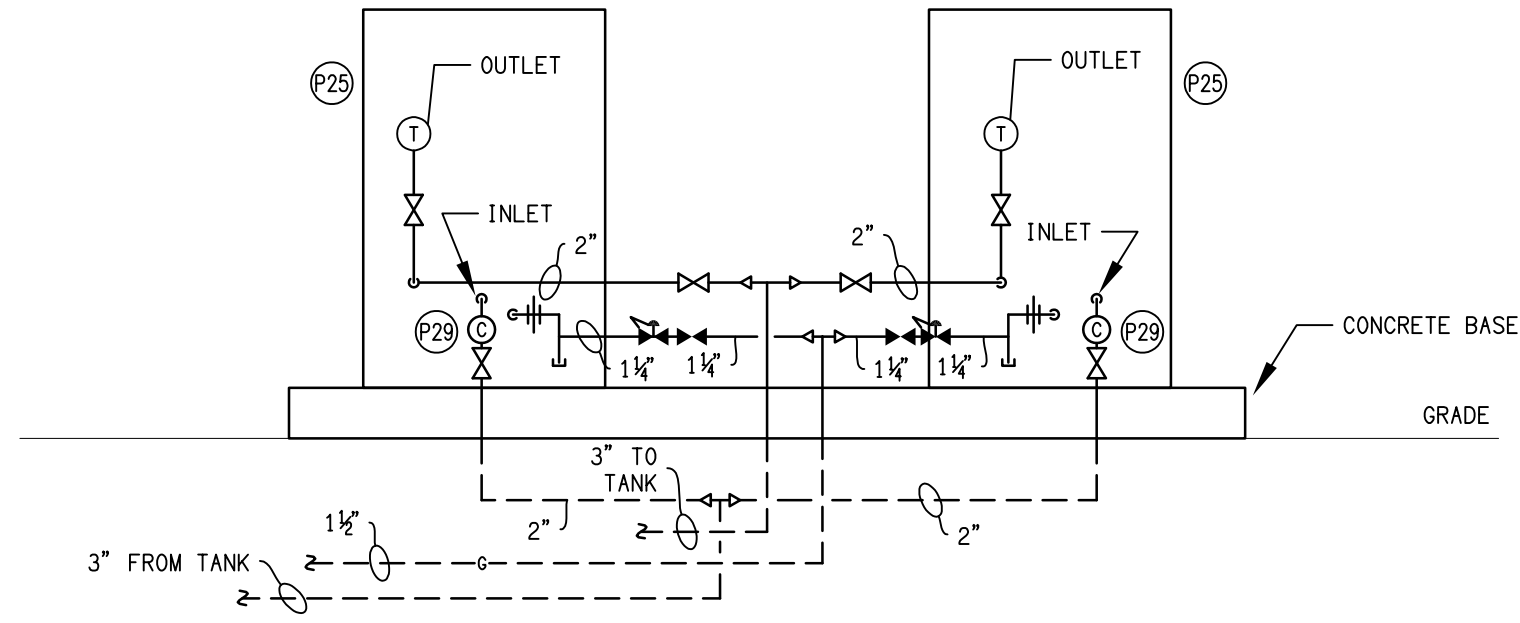 OUTLET
OUTLET
P25
P25
T
T
INLET
INLET
2”
2”
P29
C
C
P29
CONCRETE BASE
1¼”
1¼”
1¼”
1¼”
GRADE
3” TO
TANK
1½”
2”
2”
3” FROM TANK
G